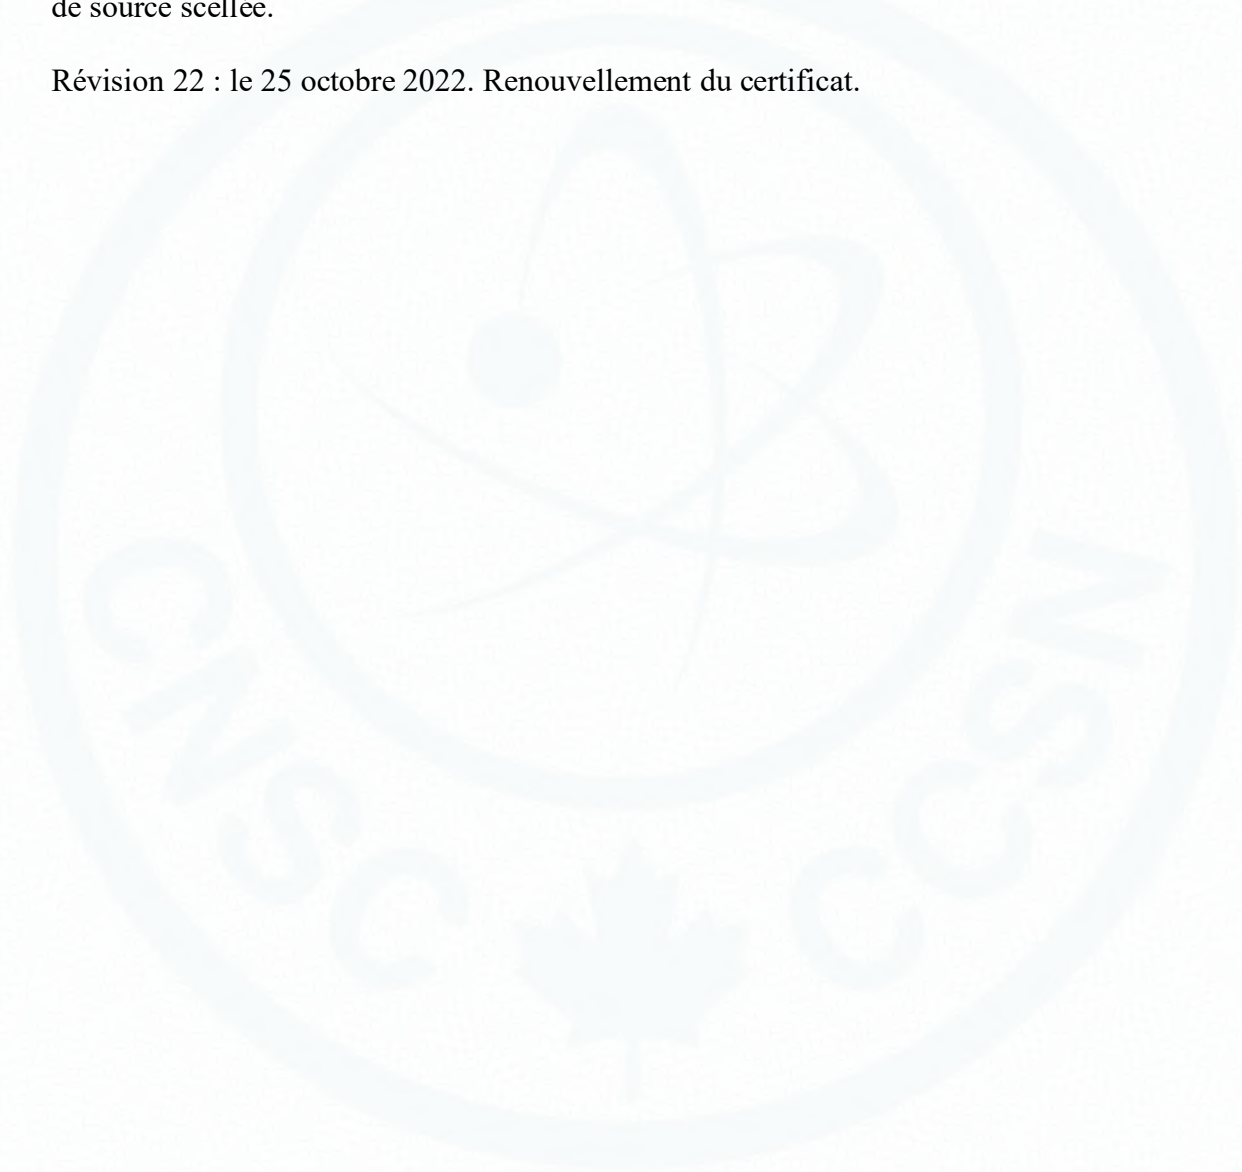 de source scellée.
Révision 22 : le 25 octobre 2022. Renouvellement du certificat.
CNSC
CCSN